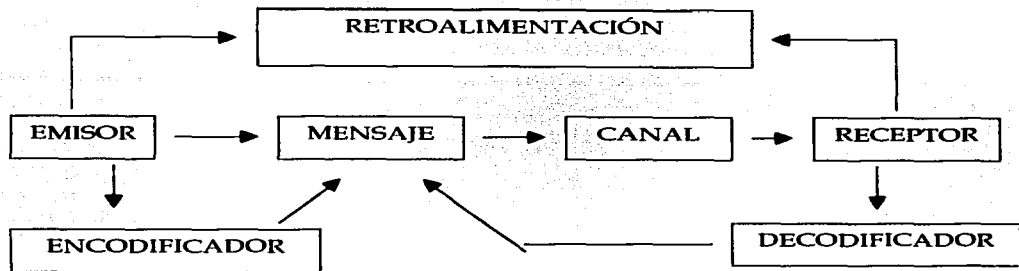 RETROALIMENTACIÓN
EMISOR
MENSAJE
CANAL
RECEPTOR
ENCODIFICADOR
DECODIFICADOR